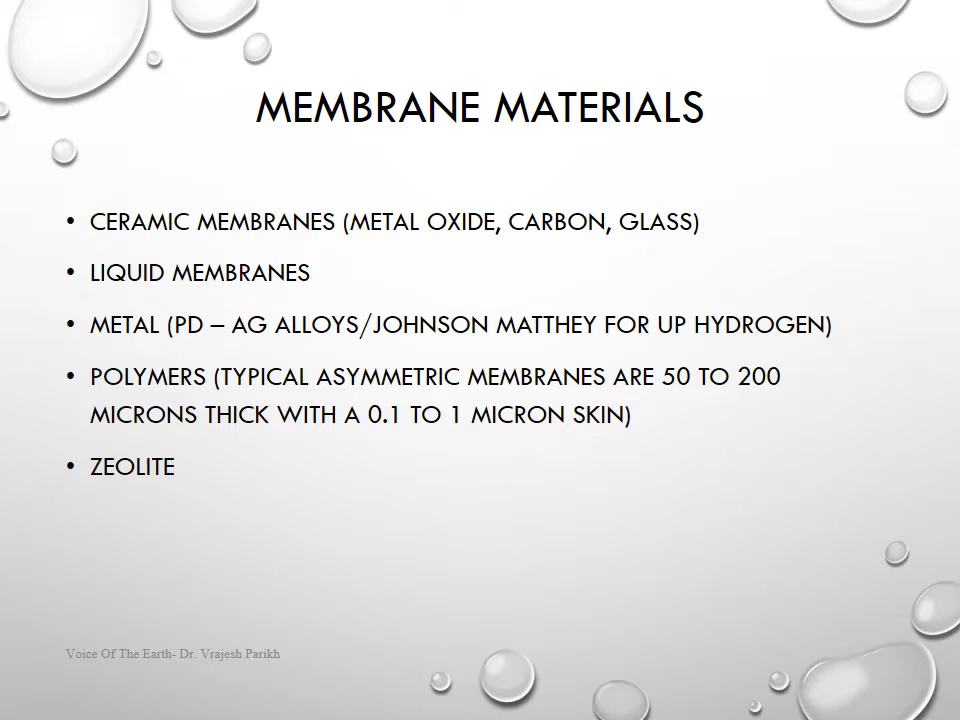 MEMBRANE MATERIALS
• CERAMIC MEMBRANES (METAL OXIDE, CARBON, GLASS)
• LIQUID MEMBRANES
• METAL (PD – AG ALLOYS/JOHNSON MATTHEY FOR UP HYDROGEN)
• POLYMERS (TYPICAL ASYMMETRIC MEMBRANES ARE 50 TO 200
MICRONS THICK WITH A 0.1 TO 1 MICRON SKIN)
• ZEOLITE
Voice Of The Earth- Dr. Vrajesh Parikh